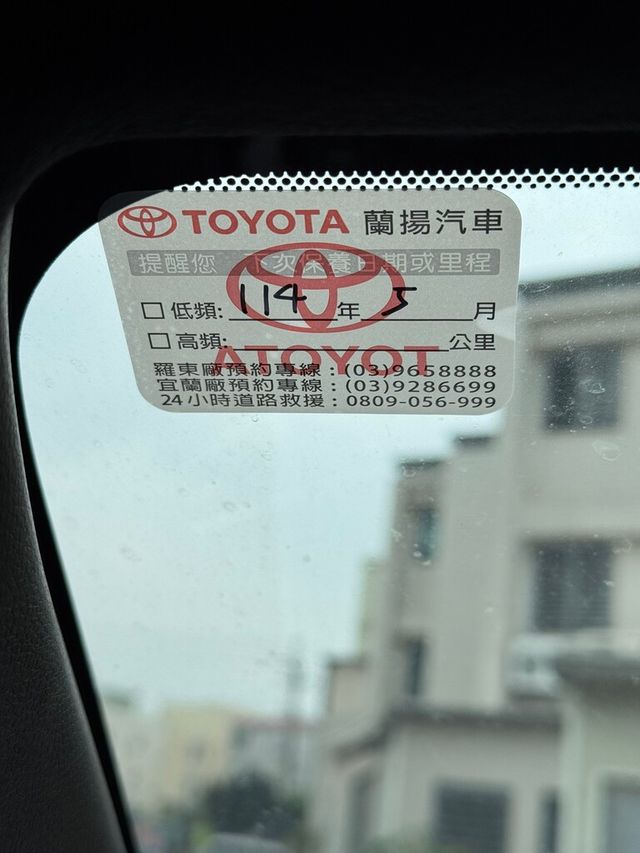 TOYOTA 蘭揚汽車
提醒您 下次保養日期或里程
□低頻: 114 年 5 月
□高頻: 公里
ATOYOT
羅東廠預約專線:(03)9658888
宜蘭廠預約專線:(03)9286699
24小時道路救援:0809-056-999